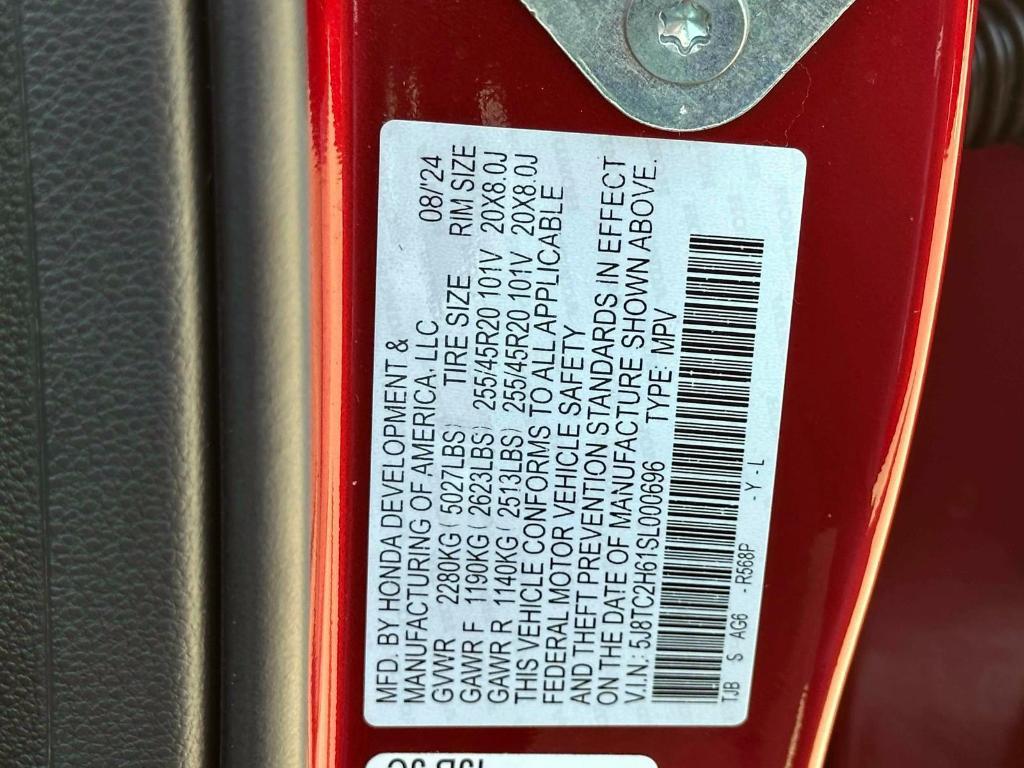 MFD. BY HONDA DEVELOPMENT &
MANUFACTURING OF AMERICA, LLC 08/'24
GVWR 2280KG ( 5027LBS) TIRE SIZE RIM SIZE
GAWR F 1190KG ( 2623LBS) 255/45R20 101V 20X8.0J
GAWR R 1140KG ( 2513LBS) 255/45R20 101V 20X8.0J
THIS VEHICLE CONFORMS TO ALL APPLICABLE
FEDERAL MOTOR VEHICLE SAFETY
AND THEFT PREVENTION STANDARDS IN EFFECT
ON THE DATE OF MANUFACTURE SHOWN ABOVE.
V.I.N.: 5J8TC2H61SL000696 TYPE: MPV
TJB S AG6 -R568P -Y -L